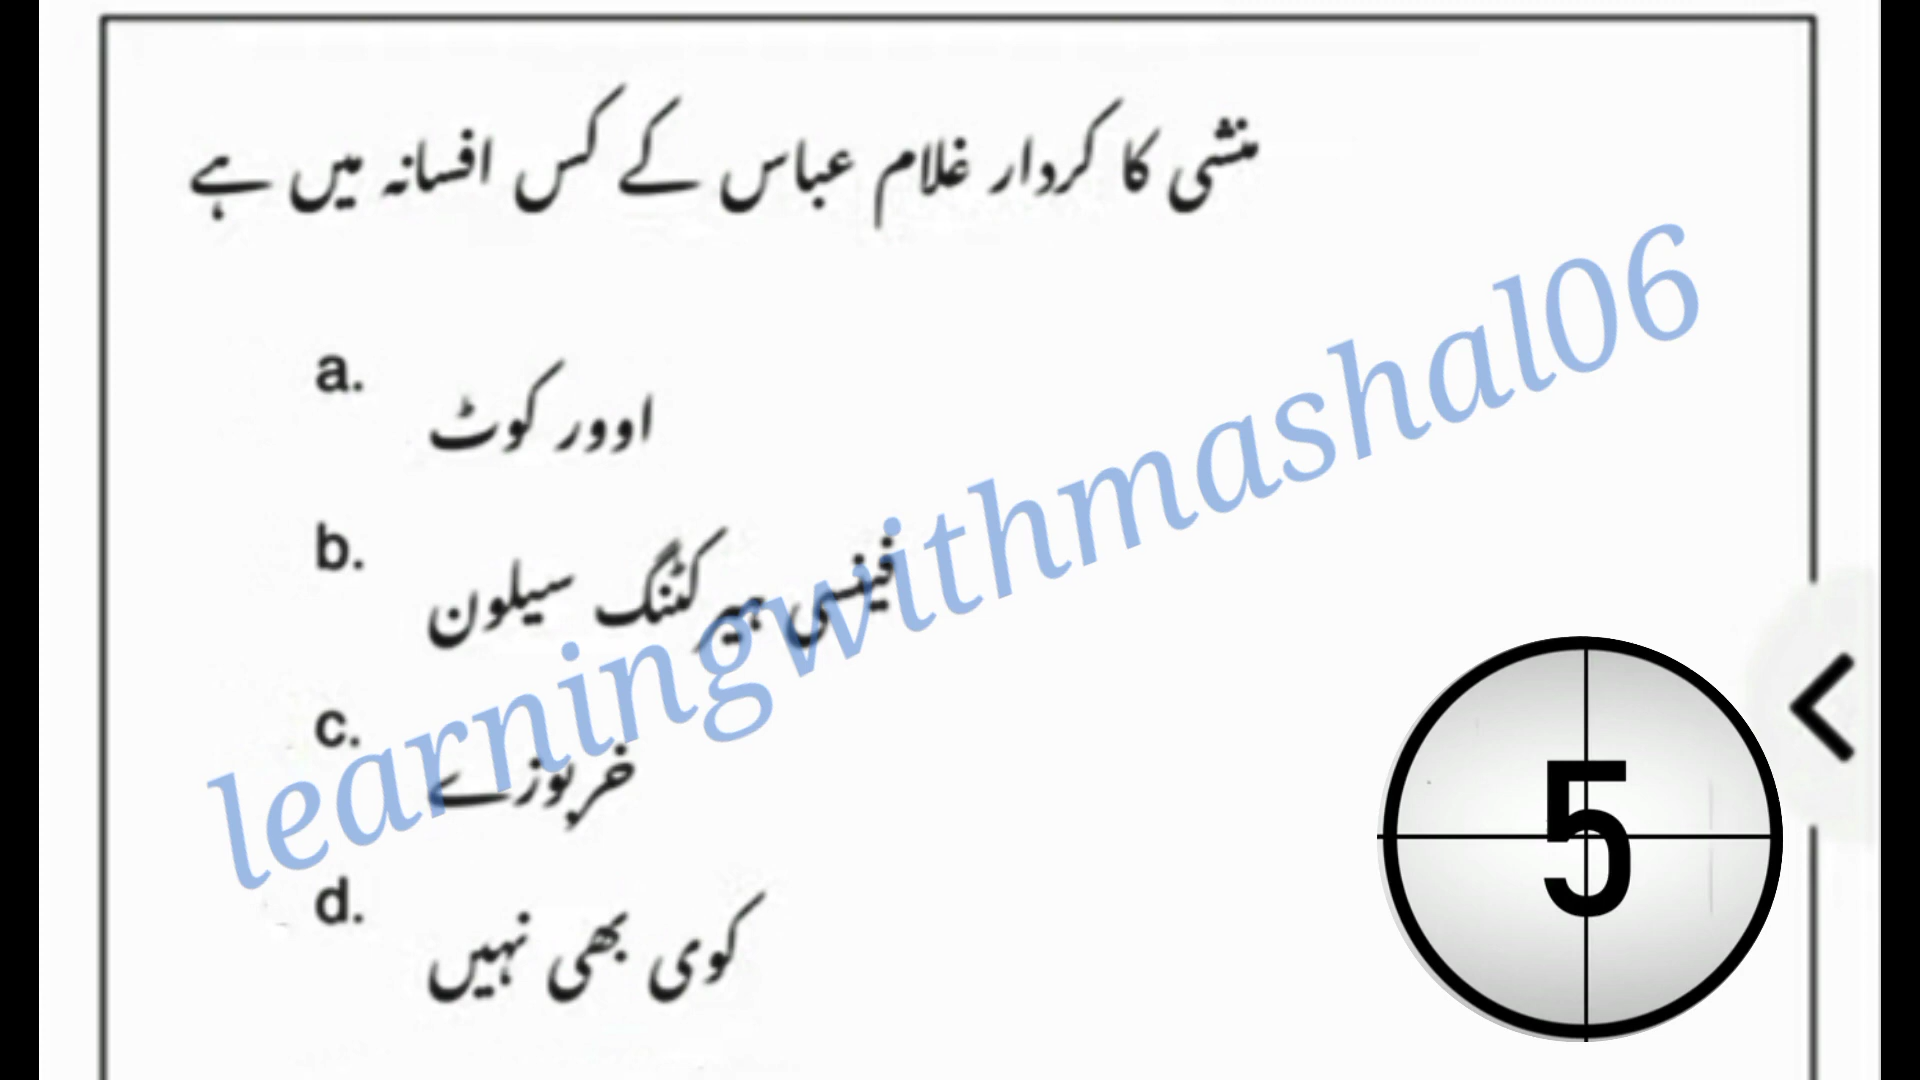 منشی کا کردار غلام عباس کے کس افسانہ میں ہے
a. اوور کوٹ
b. فینسی ہیر کٹنگ سیلون
c. خربوزے
d. کوی بھی نہیں
learningwithmashal06
5